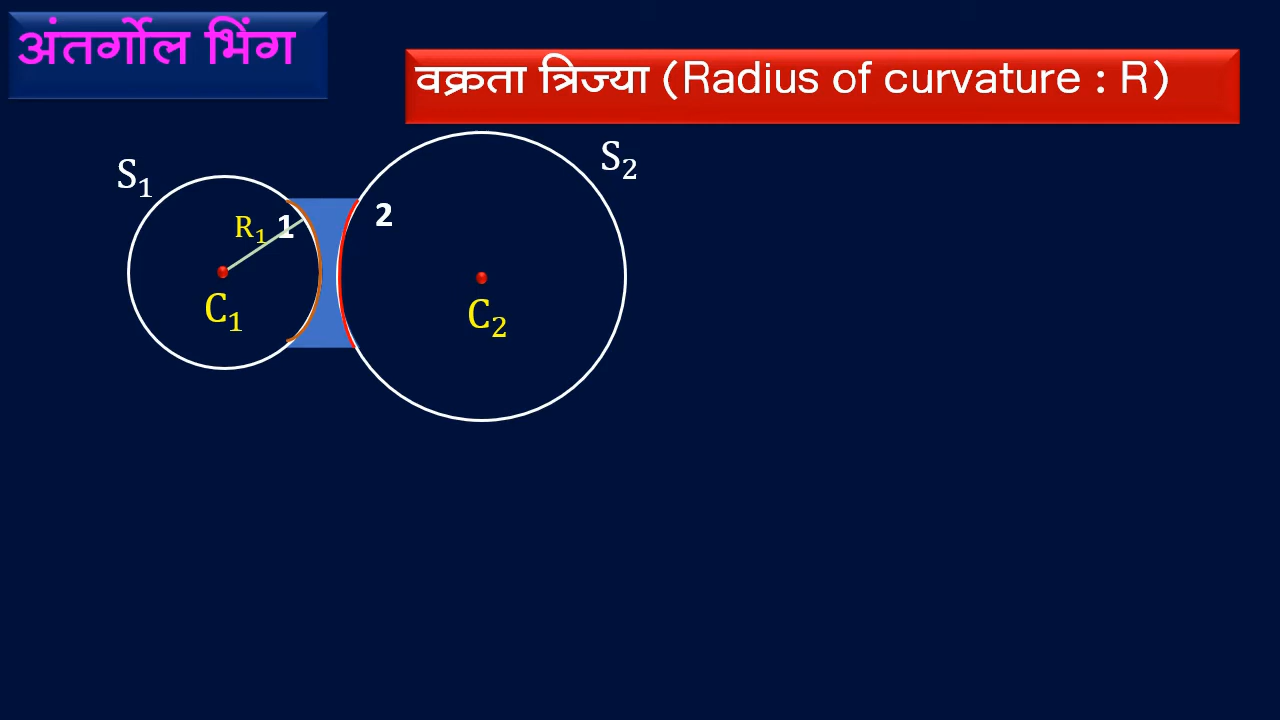 अंतर्गोल भिंग
वक्रता त्रिज्या (Radius of curvature : R)
S₁
S₂
R₁
1
2
C₁
C₂